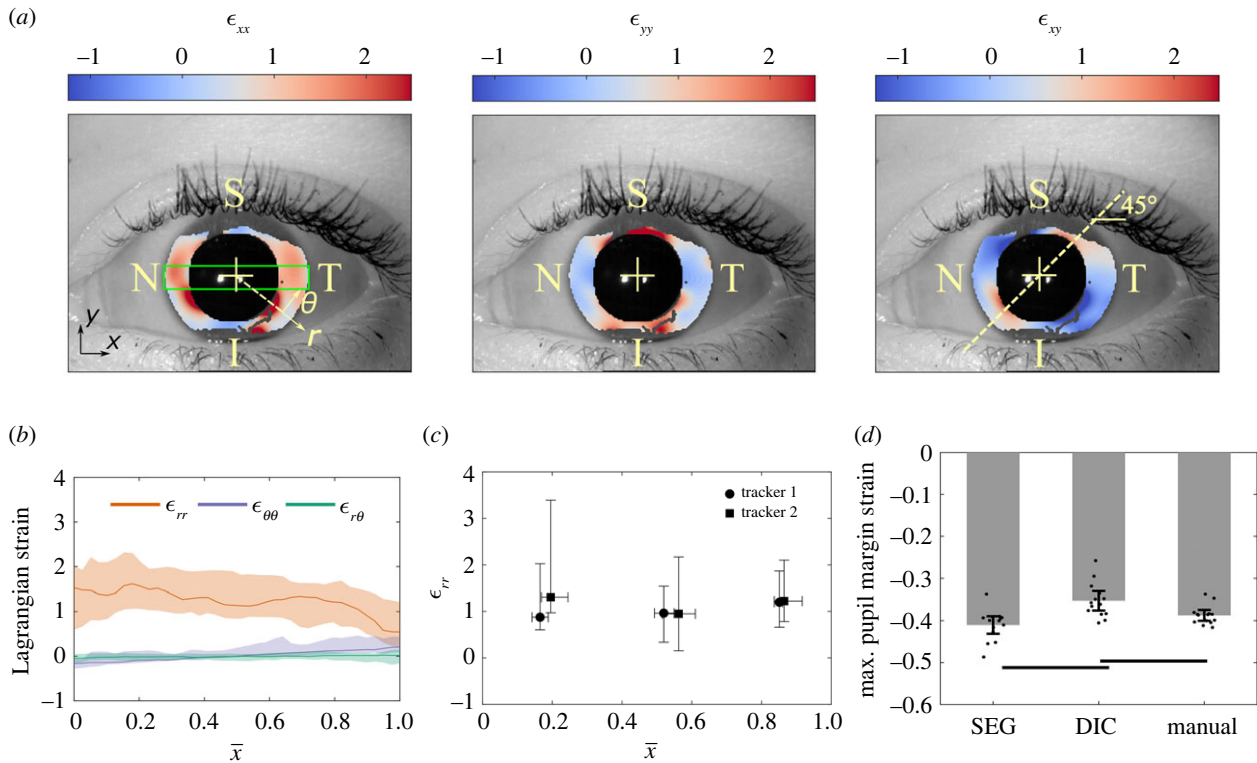 (a)
ϵxx ϵyy ϵxy
–1 0 1 2 –1 0 1 2 –1 0 1 2
S S S
45°
N T N T N T
θ
y
r
x
I I I
(b) (c) (d)
4 4 0
ϵrr ϵθθ ϵrθ tracker 1
tracker 2
3 3 –0.1
2 2 –0.2
1 1 –0.3
0 0 –0.4
–1 –1 –0.5
–0.6
Lagrangian strain
ϵrr
max. pupil margin strain
0 0.2 0.4 0.6 0.8 1.0 0 0.2 0.4 0.6 0.8 1.0
SEG DIC manual
x̄ x̄